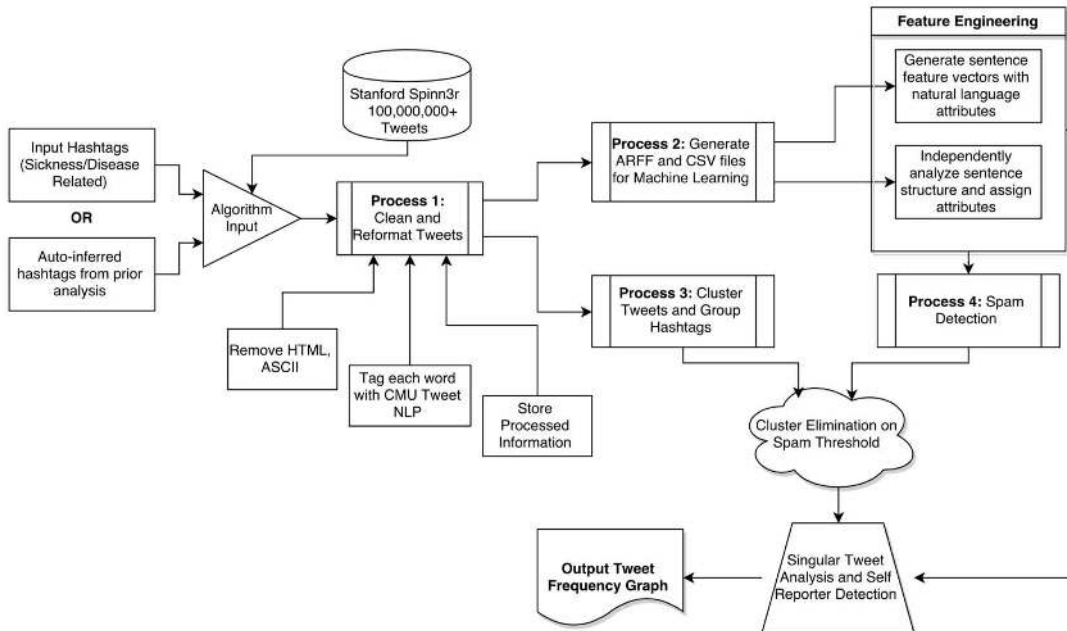 Feature Engineering
Generate sentence
feature vectors with
natural language
attributes
Independently
analyze sentence
structure and assign
attributes
Stanford Spinn3r
100,000,000+
Tweets
Input Hashtags
(Sickness/Disease
Related)
OR
Auto-inferred
hashtags from prior
analysis
Algorithm
Input
Process 1:
Clean and
Reformat Tweets
Process 2: Generate
ARFF and CSV files
for Machine Learning
Process 3: Cluster
Tweets and Group
Hashtags
Process 4: Spam
Detection
Remove HTML,
ASCII
Tag each word
with CMU Tweet
NLP
Store
Processed
Information
Cluster Elimination on
Spam Threshold
Singular Tweet
Analysis and Self
Reporter Detection
Output Tweet
Frequency Graph